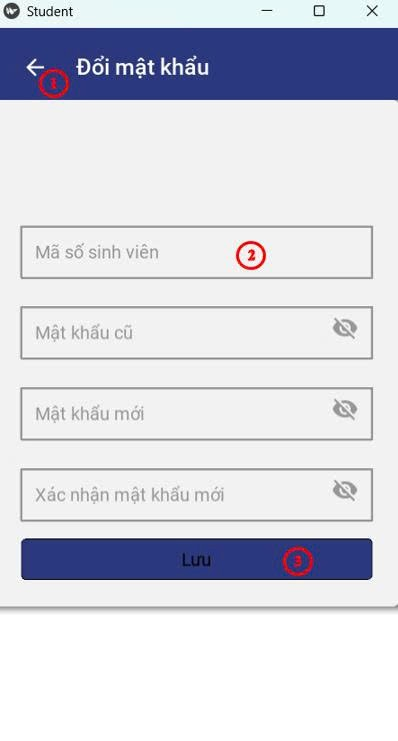 Student
Đổi mật khẩu
1
Mã số sinh viên
2
Mật khẩu cũ
Mật khẩu mới
Xác nhận mật khẩu mới
Lưu
3